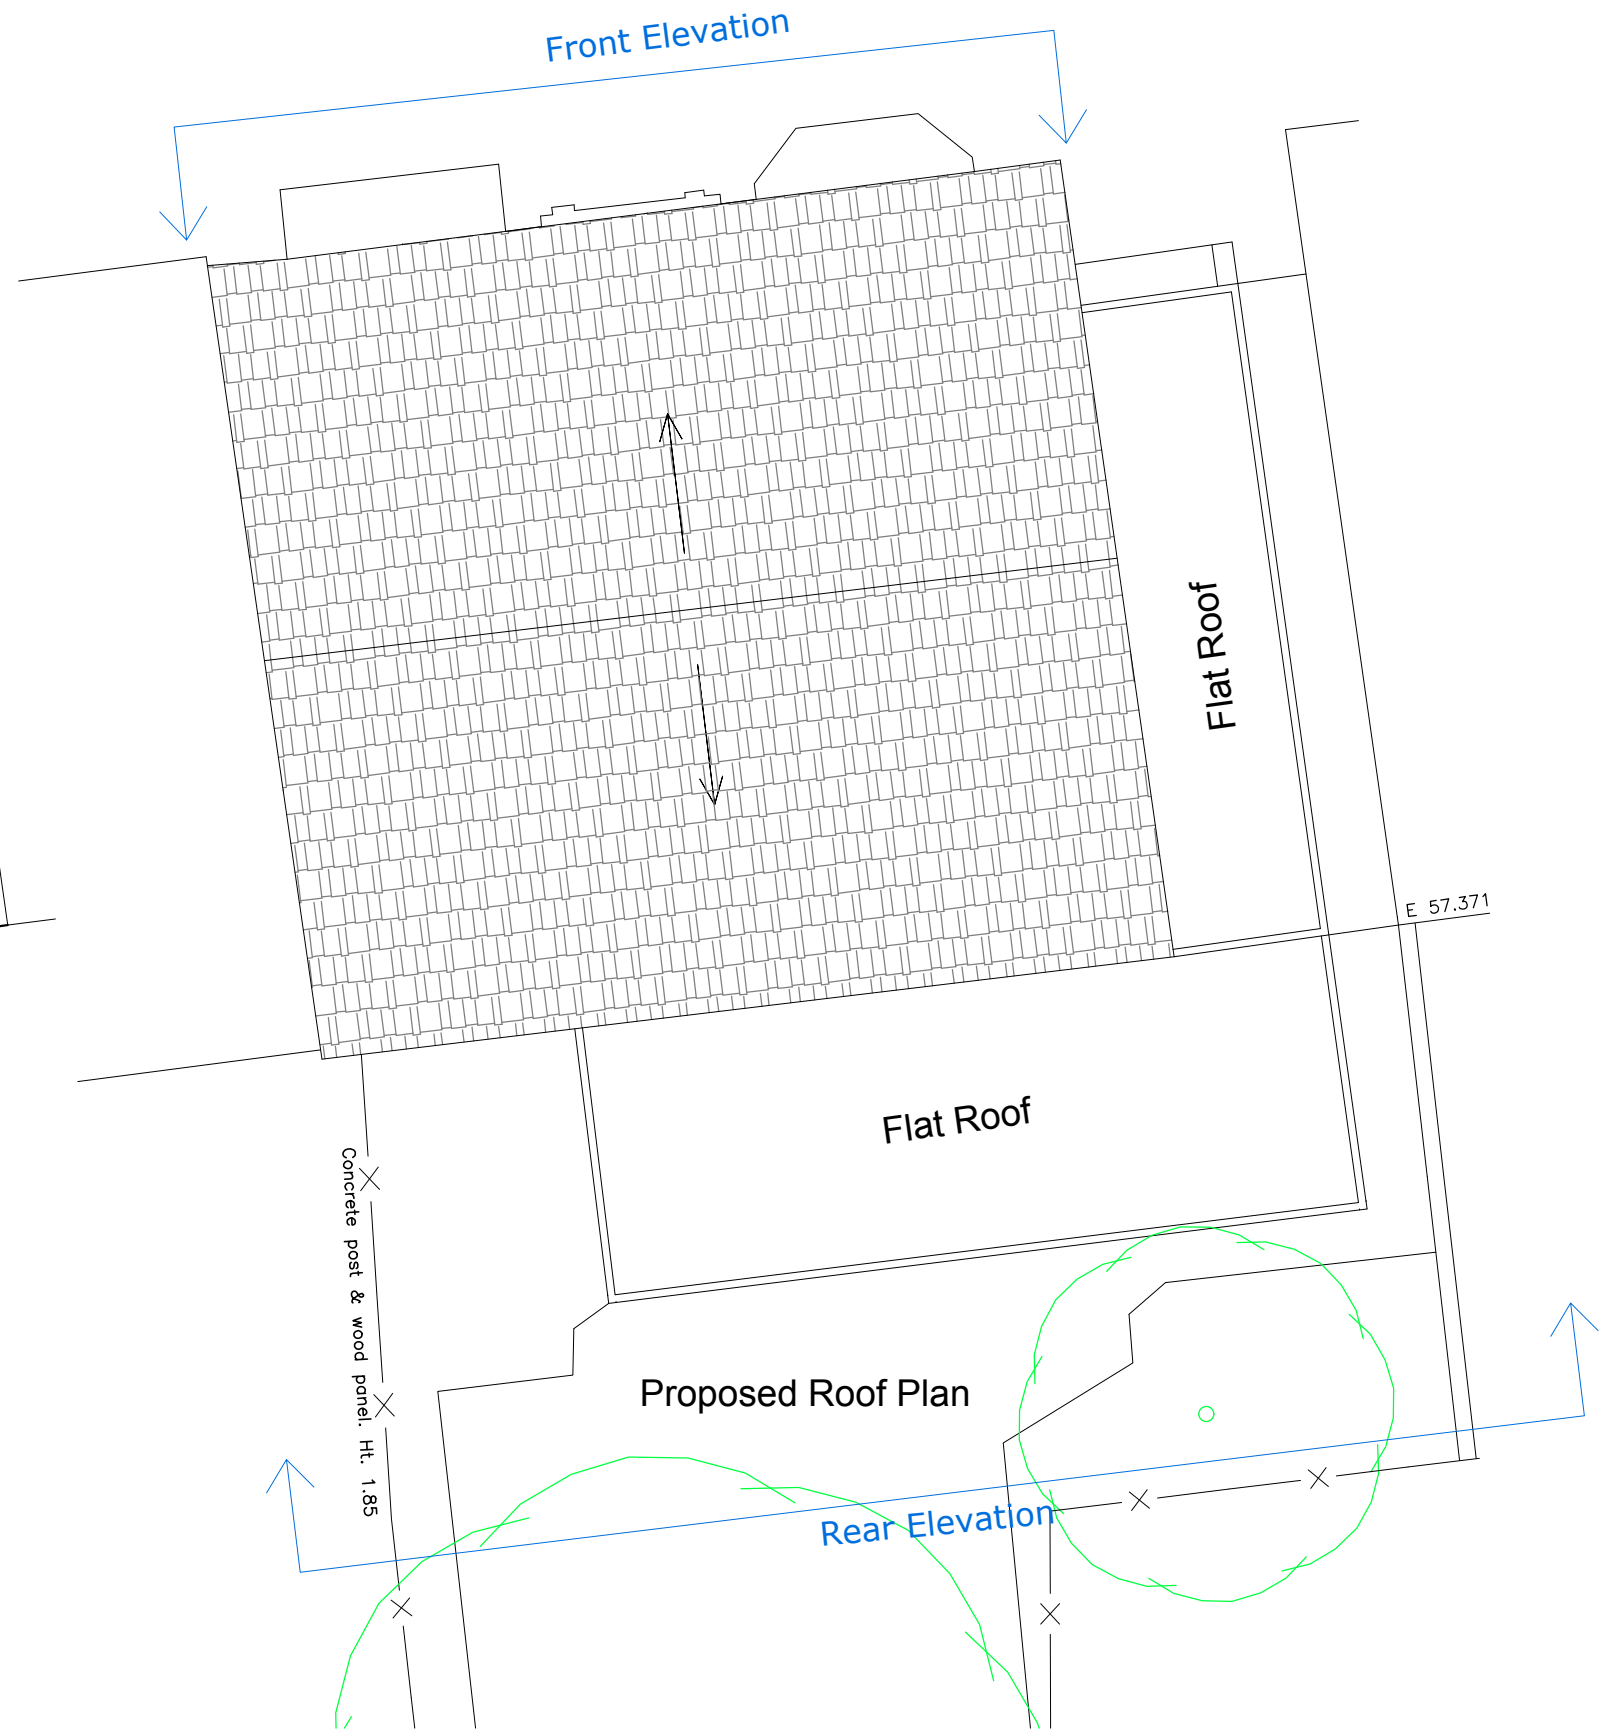 Front Elevation
Flat Roof
E 57.371
Flat Roof
Concrete post & wood panel. Ht. 1.85
Proposed Roof Plan
Rear Elevation